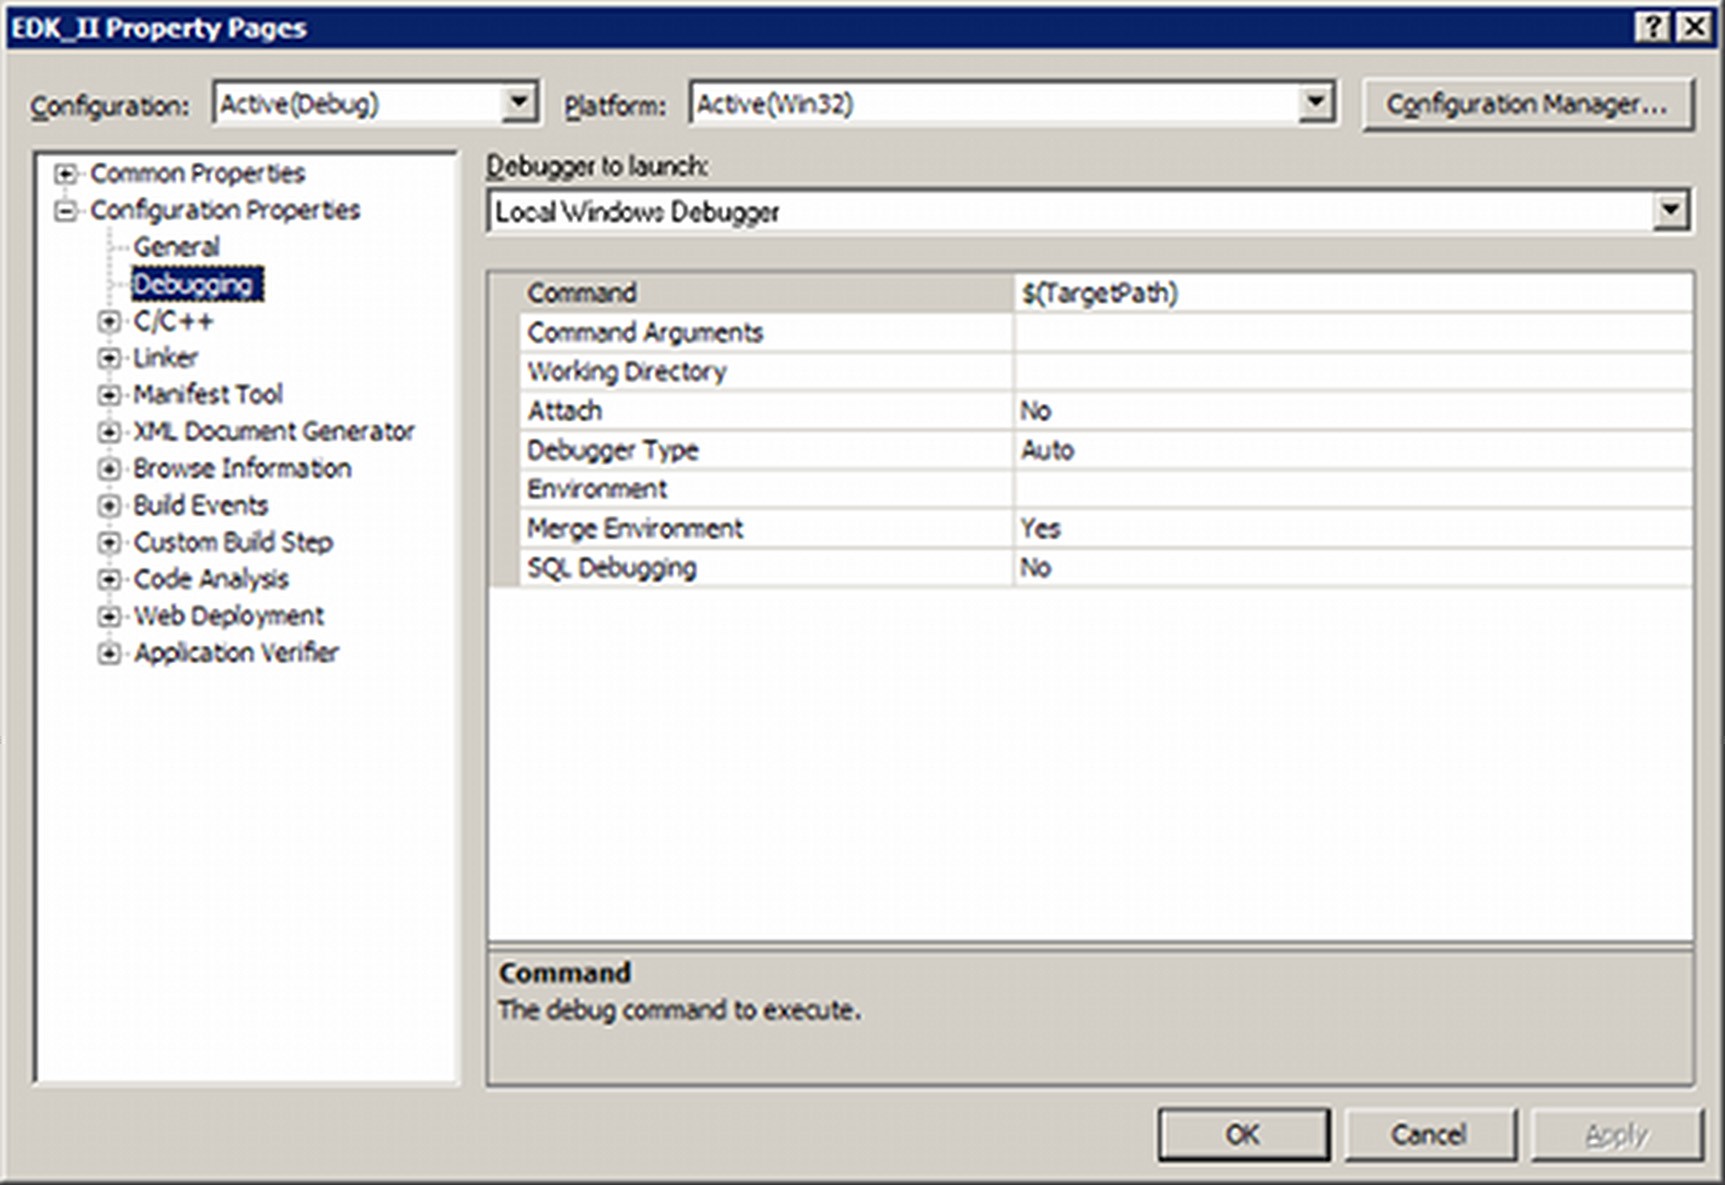 EDK_II Property Pages
Configuration: Active(Debug) Platform: Active(Win32) Configuration Manager...
Common Properties
Configuration Properties
General
Debugging
C/C++
Linker
Manifest Tool
XML Document Generator
Browse Information
Build Events
Custom Build Step
Code Analysis
Web Deployment
Application Verifier
Debugger to launch:
Local Windows Debugger
Command $(TargetPath)
Command Arguments
Working Directory
Attach No
Debugger Type Auto
Environment
Merge Environment Yes
SQL Debugging No
Command
The debug command to execute.
OK Cancel Apply